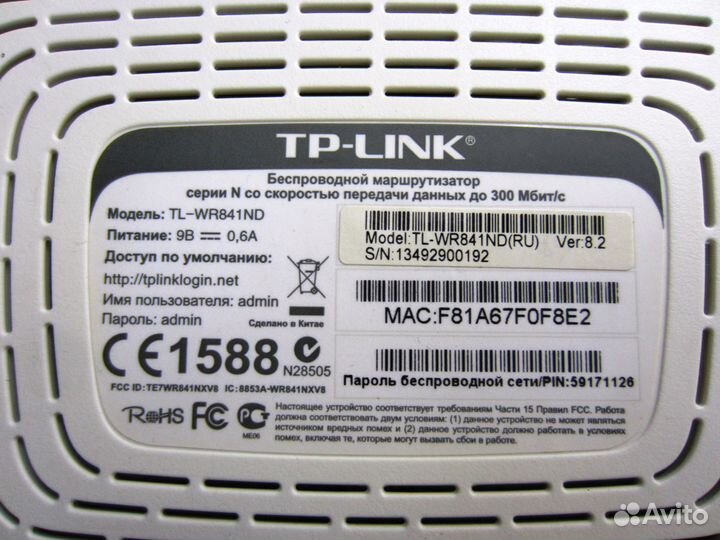 TP-LINK®
Беспроводной маршрутизатор
серии N со скоростью передачи данных до 300 Мбит/с
Модель: TL-WR841ND
Питание: 9В 0,6A
Доступ по умолчанию:
http://tplinklogin.net
Имя пользователя: admin
Пароль: admin
Сделано в Китае
Model:TL-WR841ND(RU) Ver:8.2
S/N:13492900192
MAC:F81A67F0F8E2
CE1588
N28505
FCC ID:TE7WR841NXV8 IC:8853A-WR841NXV8
Пароль беспроводной сети/PIN:59171126
RoHS FC
ME06
Настоящее устройство соответствует требованиям Части 15 Правил FCC. Работа
должна соответствовать двум условиям: (1) данное устройство не может являться
источником вредных помех и (2) данное устройство должно работать в условиях
помех, включая те, которые могут вызвать сбои в работе.
Avito